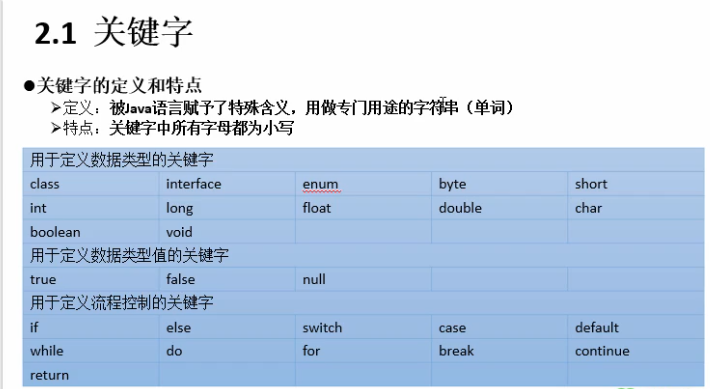 2.1 关键字
●关键字的定义和特点
➢定义：被Java语言赋予了特殊含义，用做专门用途的字符串（单词）
➢特点：关键字中所有字母都为小写
用于定义数据类型的关键字
class interface enum byte short
int long float double char
boolean void
用于定义数据类型值的关键字
true false null
用于定义流程控制的关键字
if else switch case default
while do for break continue
return